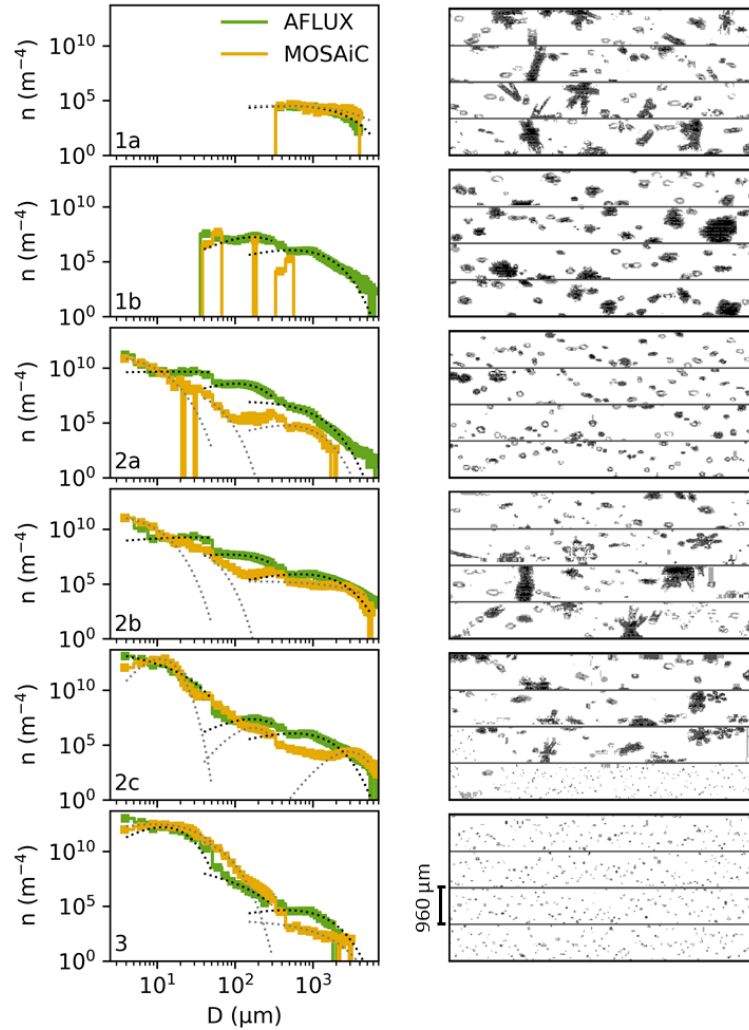 AFLUX
MOSAiC
n (m⁻⁴)
10¹⁰
10⁵
10⁰
1a
n (m⁻⁴)
10¹⁰
10⁵
10⁰
1b
n (m⁻⁴)
10¹⁰
10⁵
10⁰
2a
n (m⁻⁴)
10¹⁰
10⁵
10⁰
2b
n (m⁻⁴)
10¹⁰
10⁵
10⁰
2c
n (m⁻⁴)
10¹⁰
10⁵
10⁰
3
960 µm
10¹ 10² 10³
D (µm)